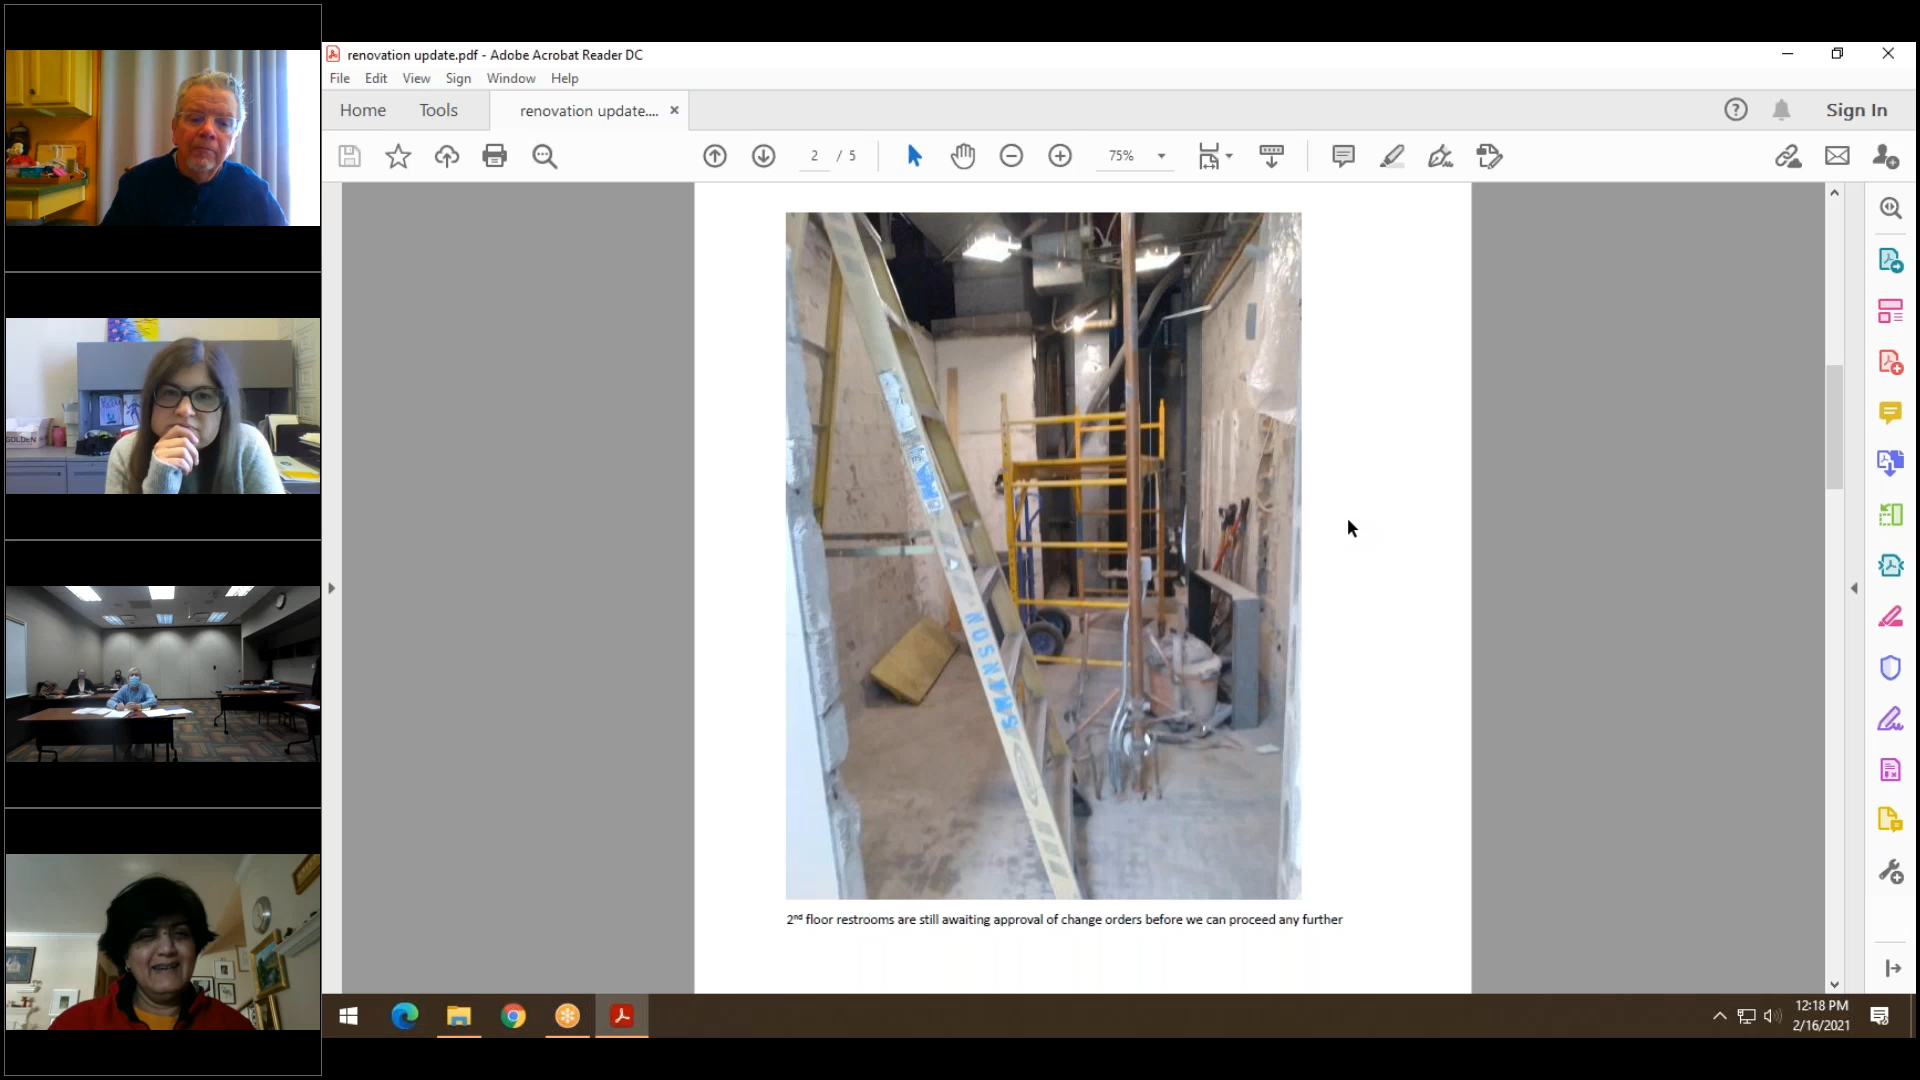 renovation update.pdf - Adobe Acrobat Reader DC
File Edit View Sign Window Help
Home Tools renovation update.... × Sign In
2 / 5 75%
SWANSON
2nd floor restrooms are still awaiting approval of change orders before we can proceed any further
GOLDEN
12:18 PM
2/16/2021